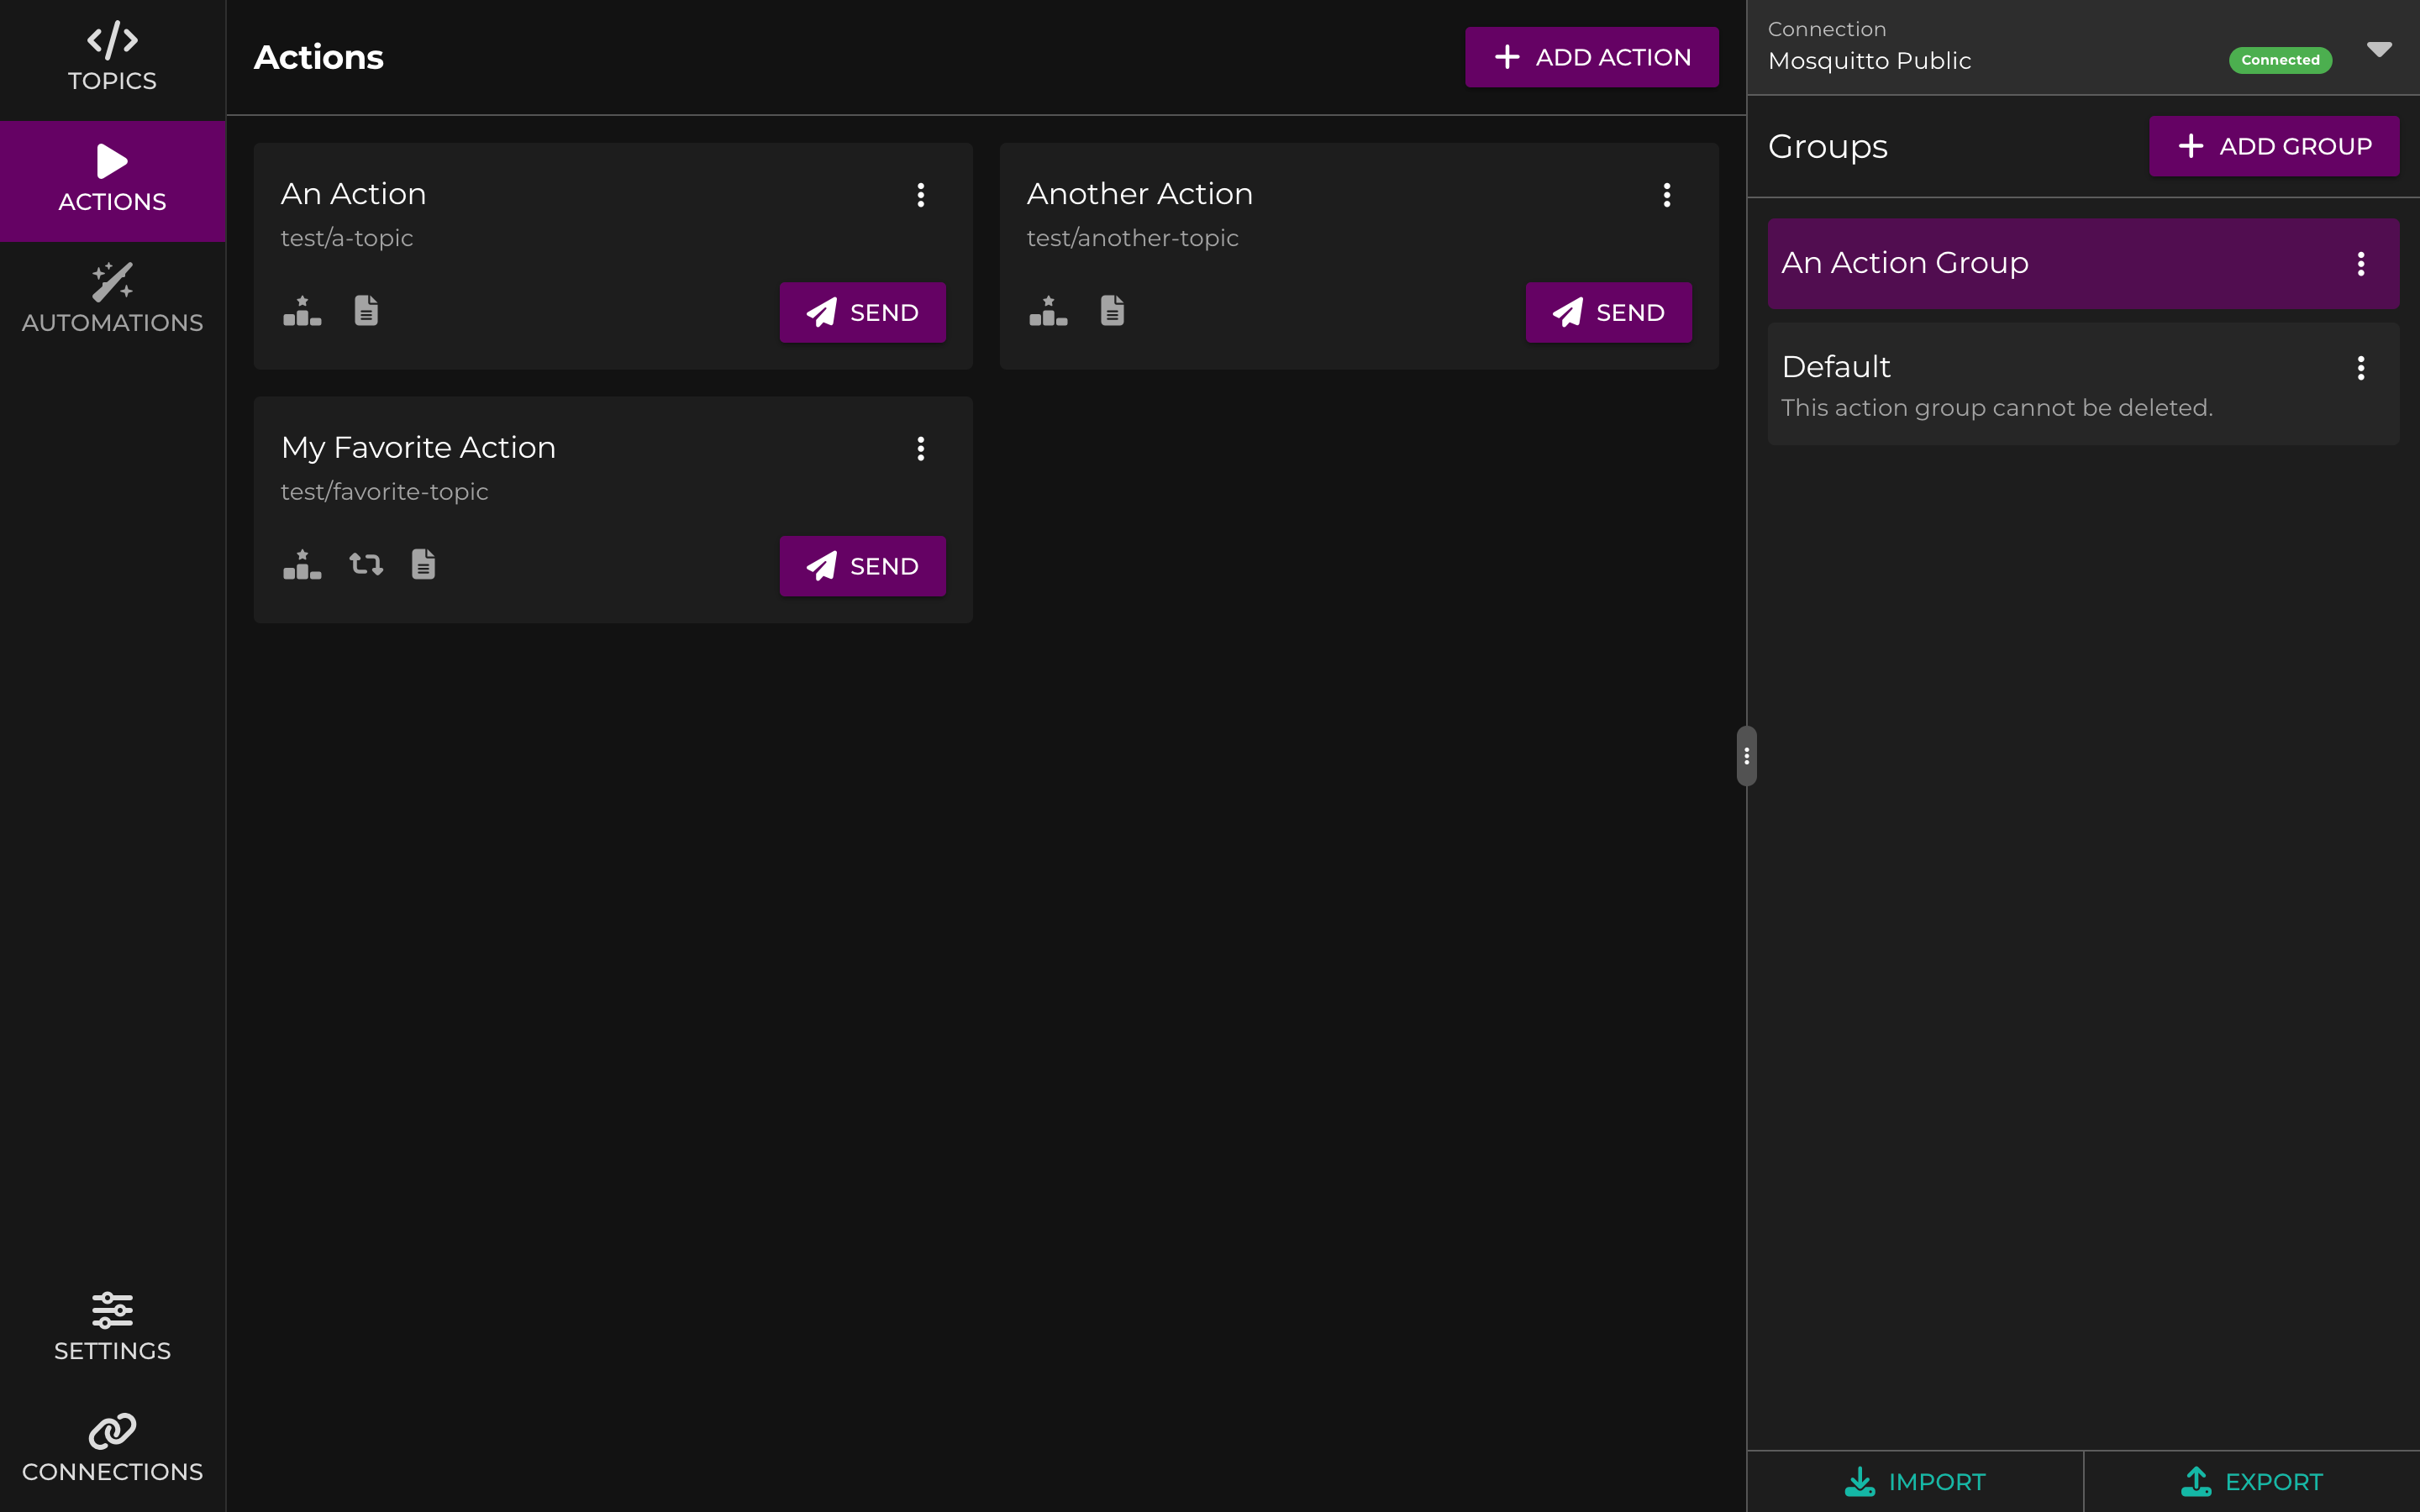 TOPICS
ACTIONS
AUTOMATIONS
SETTINGS
CONNECTIONS
Actions
ADD ACTION
An Action
test/a-topic
SEND
Another Action
test/another-topic
SEND
My Favorite Action
test/favorite-topic
SEND
Connection
Mosquitto Public
Connected
Groups
ADD GROUP
An Action Group
Default
This action group cannot be deleted.
IMPORT
EXPORT